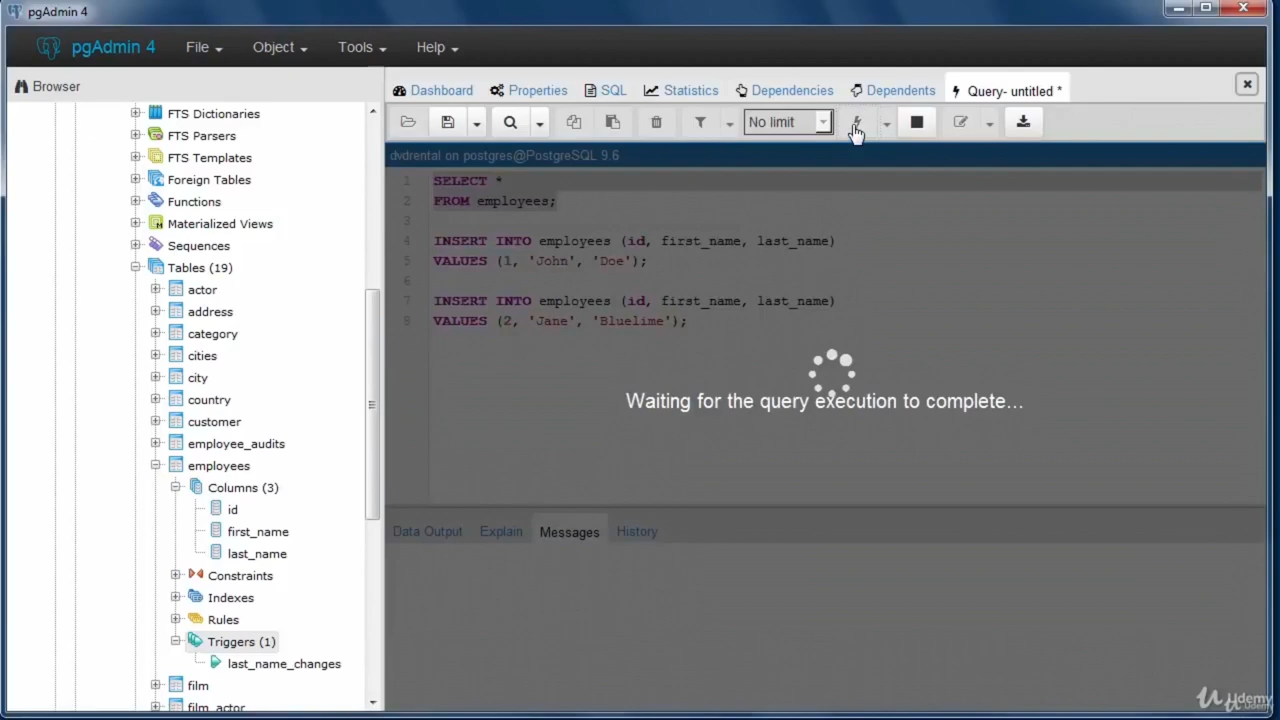 pgAdmin 4
pgAdmin 4 File Object Tools Help
Browser
Dashboard Properties SQL Statistics Dependencies Dependents Query- untitled *
No limit
dvdrental on postgres@PostgreSQL 9.6
1 SELECT *
2 FROM employees;
3
4 INSERT INTO employees (id, first_name, last_name)
5 VALUES (1, 'John', 'Doe');
6
7 INSERT INTO employees (id, first_name, last_name)
8 VALUES (2, 'Jane', 'Bluelime');
Waiting for the query execution to complete...
Data Output Explain Messages History
FTS Dictionaries
FTS Parsers
FTS Templates
Foreign Tables
Functions
Materialized Views
Sequences
Tables (19)
actor
address
category
cities
city
country
customer
employee_audits
employees
Columns (3)
id
first_name
last_name
Constraints
Indexes
Rules
Triggers (1)
last_name_changes
film
film_actor
Udemy